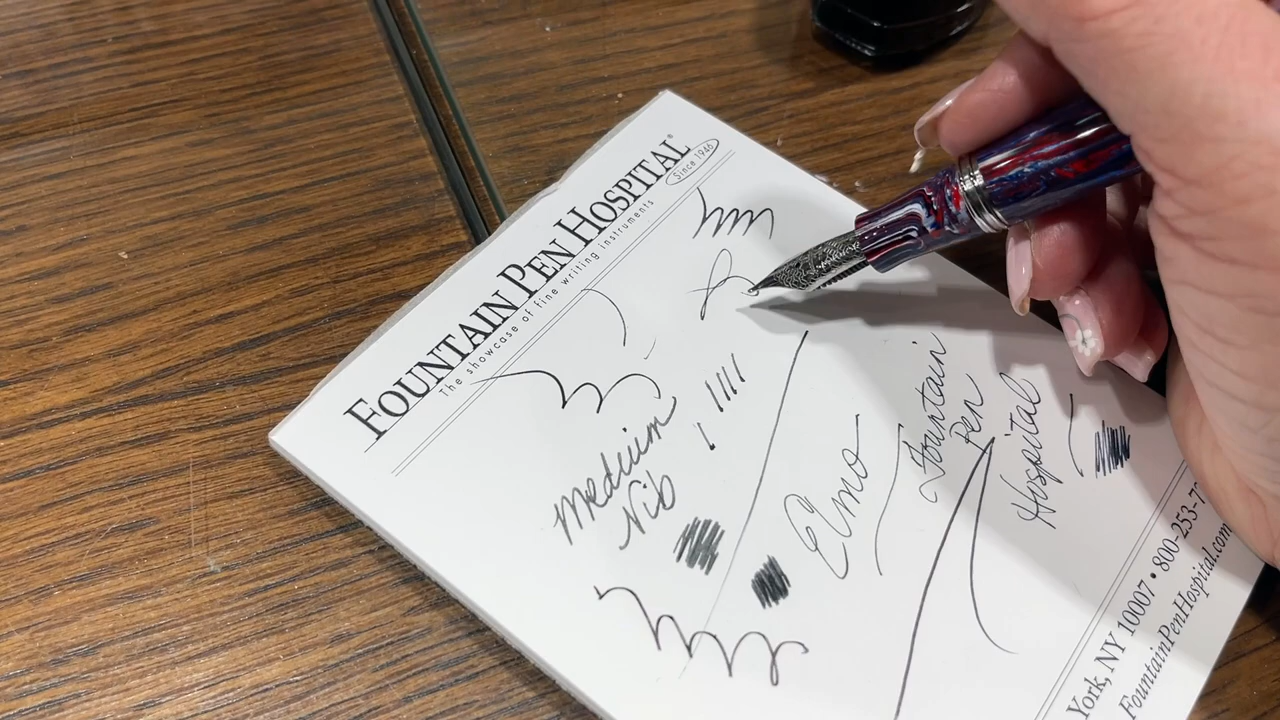 FOUNTAIN PEN HOSPITAL®
Since 1946
The showcase of fine writing instruments
Medium
Nib
Elmo
Fountain
Pen
Hospital
York, NY 10007 • 800-253-7
FountainPenHospital.com